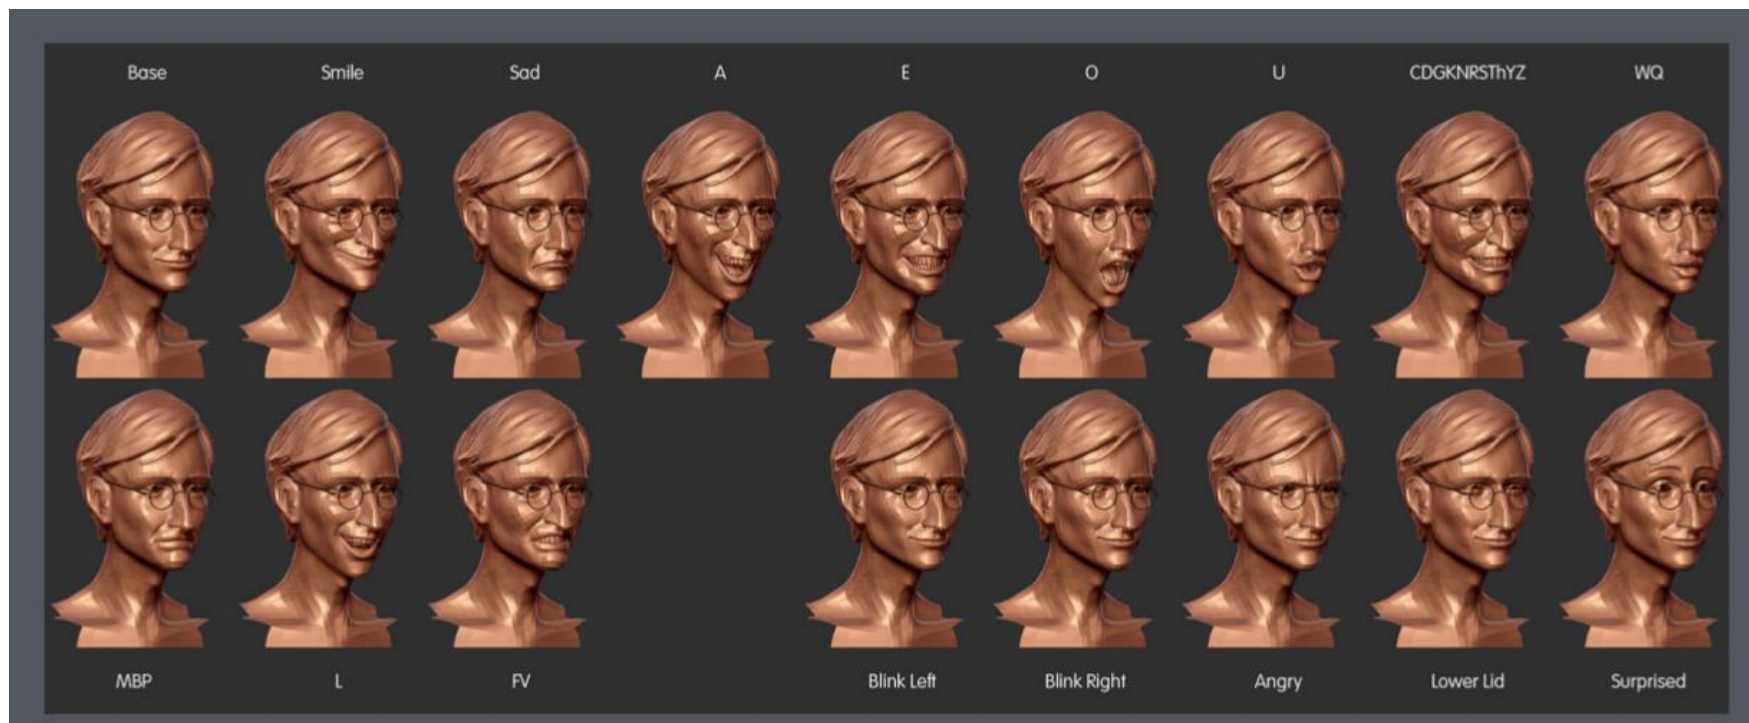 Base Smile Sad A E O U CDGKNRSThYZ WQ
MBP L FV Blink Left Blink Right Angry Lower Lid Surprised